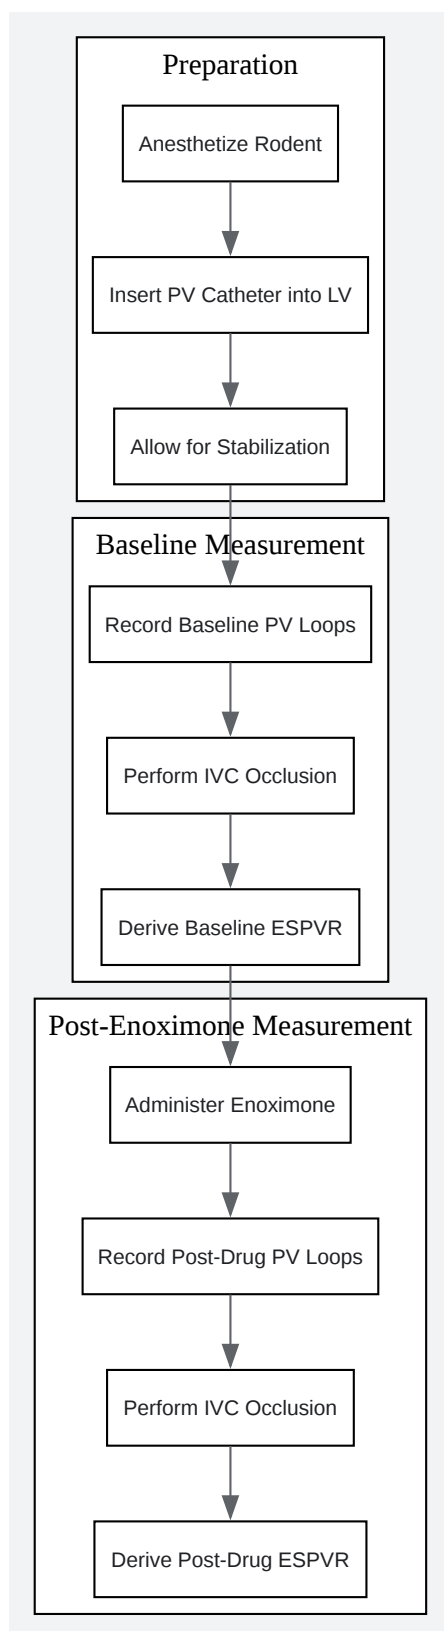 Preparation
Anesthetize Rodent
Insert PV Catheter into LV
Allow for Stabilization
Baseline Measurement
Record Baseline PV Loops
Perform IVC Occlusion
Derive Baseline ESPVR
Post-Enoximone Measurement
Administer Enoximone
Record Post-Drug PV Loops
Perform IVC Occlusion
Derive Post-Drug ESPVR